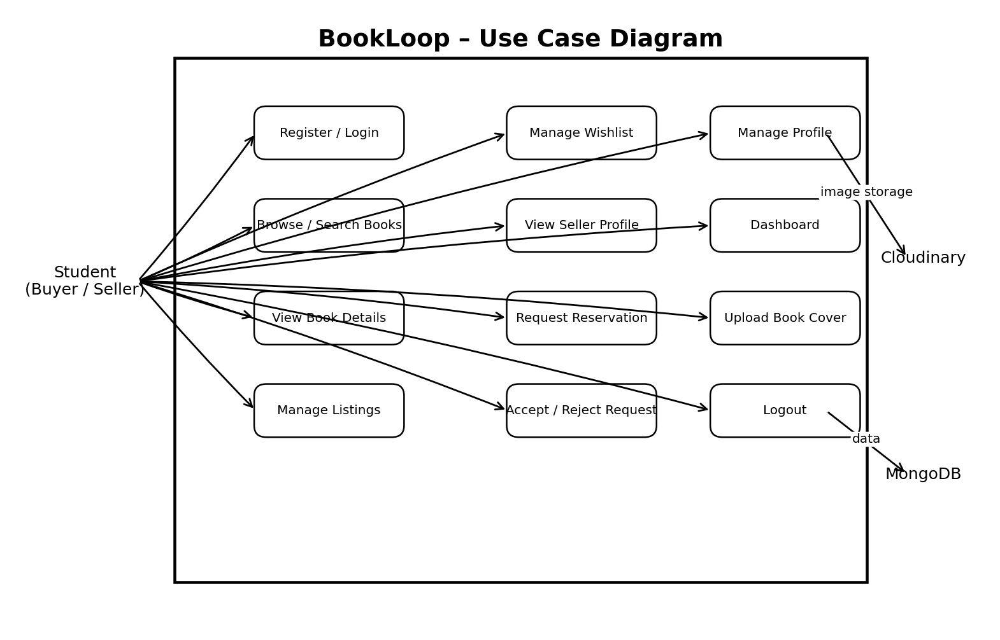 BookLoop – Use Case Diagram
Register / Login
Manage Wishlist
Manage Profile
image storage
Browse / Search Books
View Seller Profile
Dashboard
Cloudinary
Student
(Buyer / Seller)
View Book Details
Request Reservation
Upload Book Cover
Manage Listings
Accept / Reject Request
Logout
data
MongoDB